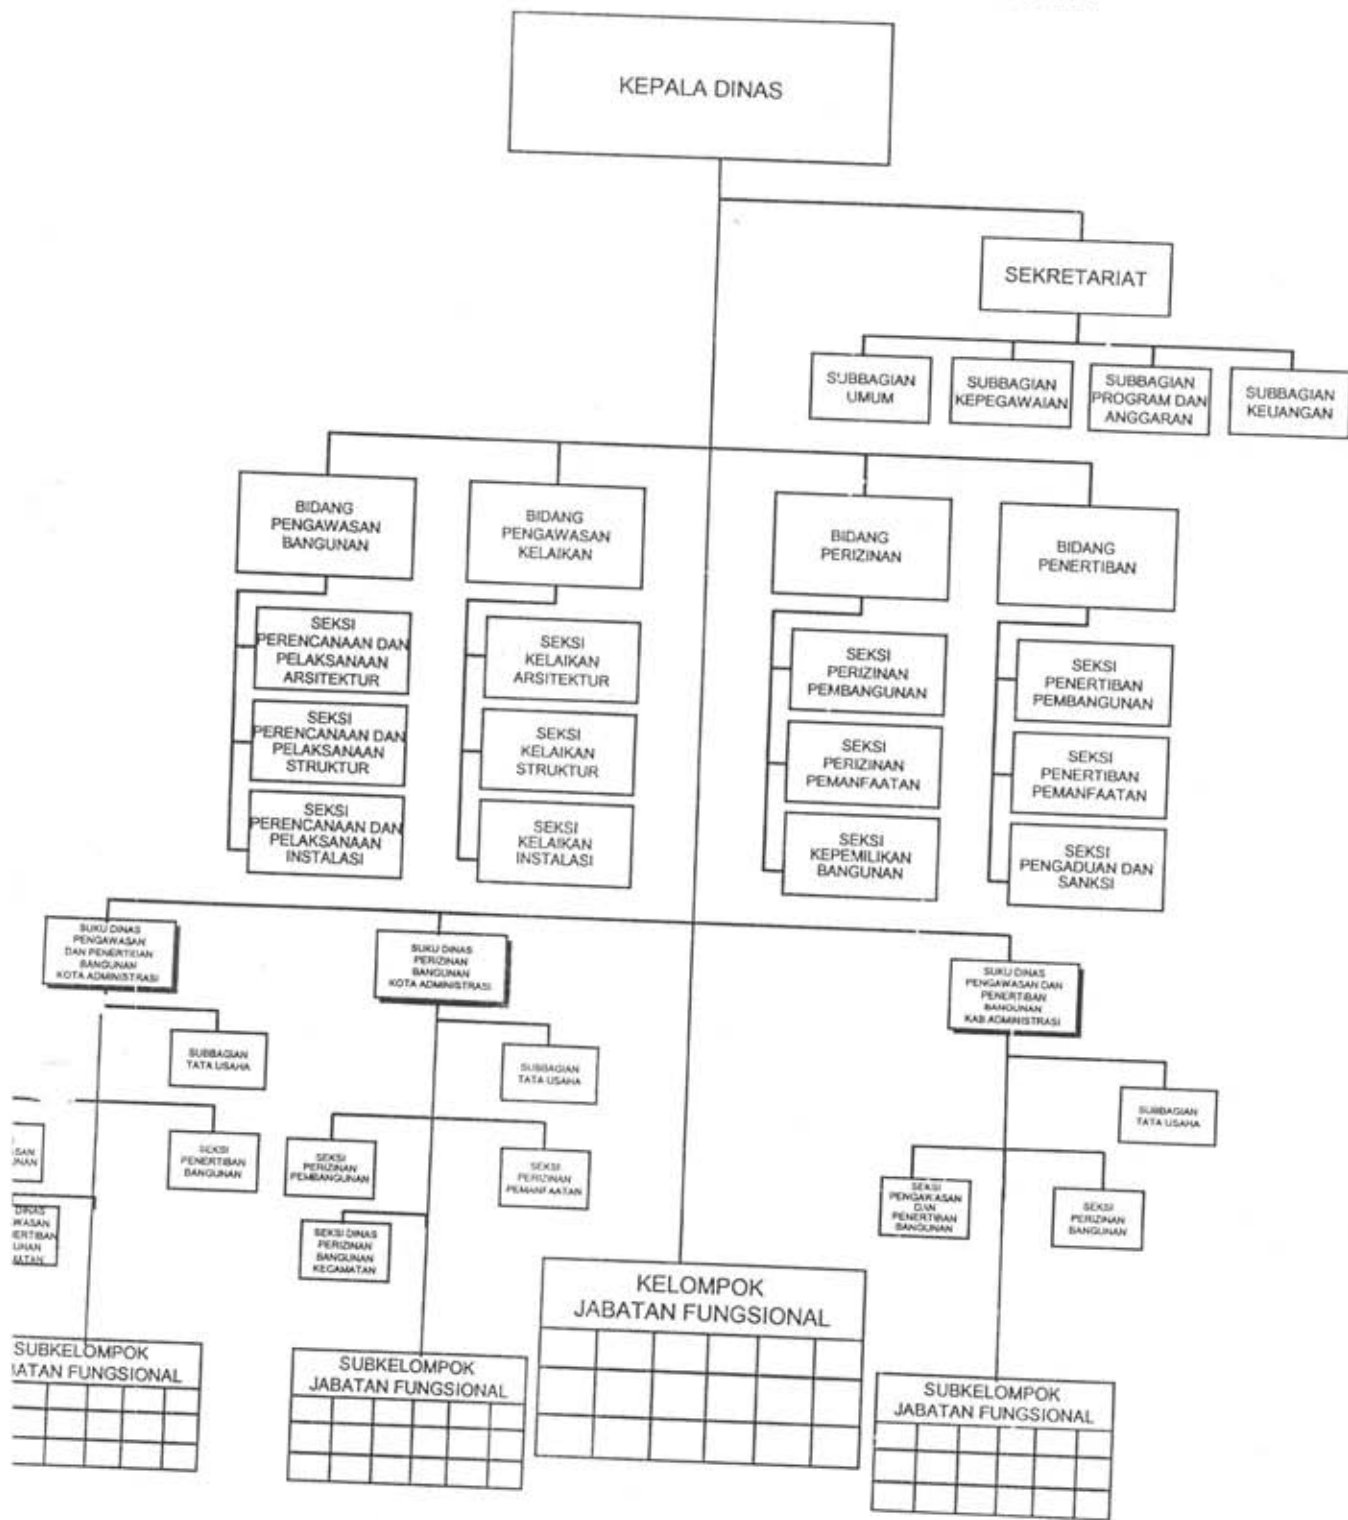 KEPALA DINAS
SEKRETARIAT
SUBBAGIAN
UMUM
SUBBAGIAN
KEPEGAWAIAN
SUBBAGIAN
PROGRAM DAN
ANGGARAN
SUBBAGIAN
KEUANGAN
BIDANG
PENGAWASAN
BANGUNAN
BIDANG
PENGAWASAN
KELAIKAN
BIDANG
PERIZINAN
BIDANG
PENERTIBAN
SEKSI
PERENCANAAN DAN
PELAKSANAAN
ARSITEKTUR
SEKSI
PERENCANAAN DAN
PELAKSANAAN
STRUKTUR
SEKSI
PERENCANAAN DAN
PELAKSANAAN
INSTALASI
SEKSI
KELAIKAN
ARSITEKTUR
SEKSI
KELAIKAN
STRUKTUR
SEKSI
KELAIKAN
INSTALASI
SEKSI
PERIZINAN
PEMBANGUNAN
SEKSI
PERIZINAN
PEMANFAATAN
SEKSI
KEPEMILIKAN
BANGUNAN
SEKSI
PENERTIBAN
PEMBANGUNAN
SEKSI
PENERTIBAN
PEMANFAATAN
SEKSI
PENGADUAN DAN
SANKSI
SUKU DINAS
PENGAWASAN
DAN
BANGUNAN
KOTA ADMINISTRASI
SUBBAGIAN
TATA USAHA
SEKSI
PENERTIBAN
BANGUNAN
SUBKELOMPOK
BATAN FUNGSIONAL
SUKU DINAS
PERIZINAN
BANGUNAN
KOTA ADMINISTRASI
SUBBAGIAN
TATA USAHA
SEKSI
PERIZINAN
PEMBANGUNAN
SEKSI
PERIZINAN
PEMANFAATAN
SEKSI DINAS
PERIZINAN
BANGUNAN
KECAMATAN
SUBKELOMPOK
JABATAN FUNGSIONAL
KELOMPOK
JABATAN FUNGSIONAL
SUKU DINAS
PENGAWASAN DAN
PENERTIBAN
BANGUNAN
KAB ADMINISTRASI
SUBBAGIAN
TATA USAHA
SEKSI
PENGAWASAN
DAN
PENERTIBAN
BANGUNAN
SEKSI
PERIZINAN
BANGUNAN
SUBKELOMPOK
JABATAN FUNGSIONAL